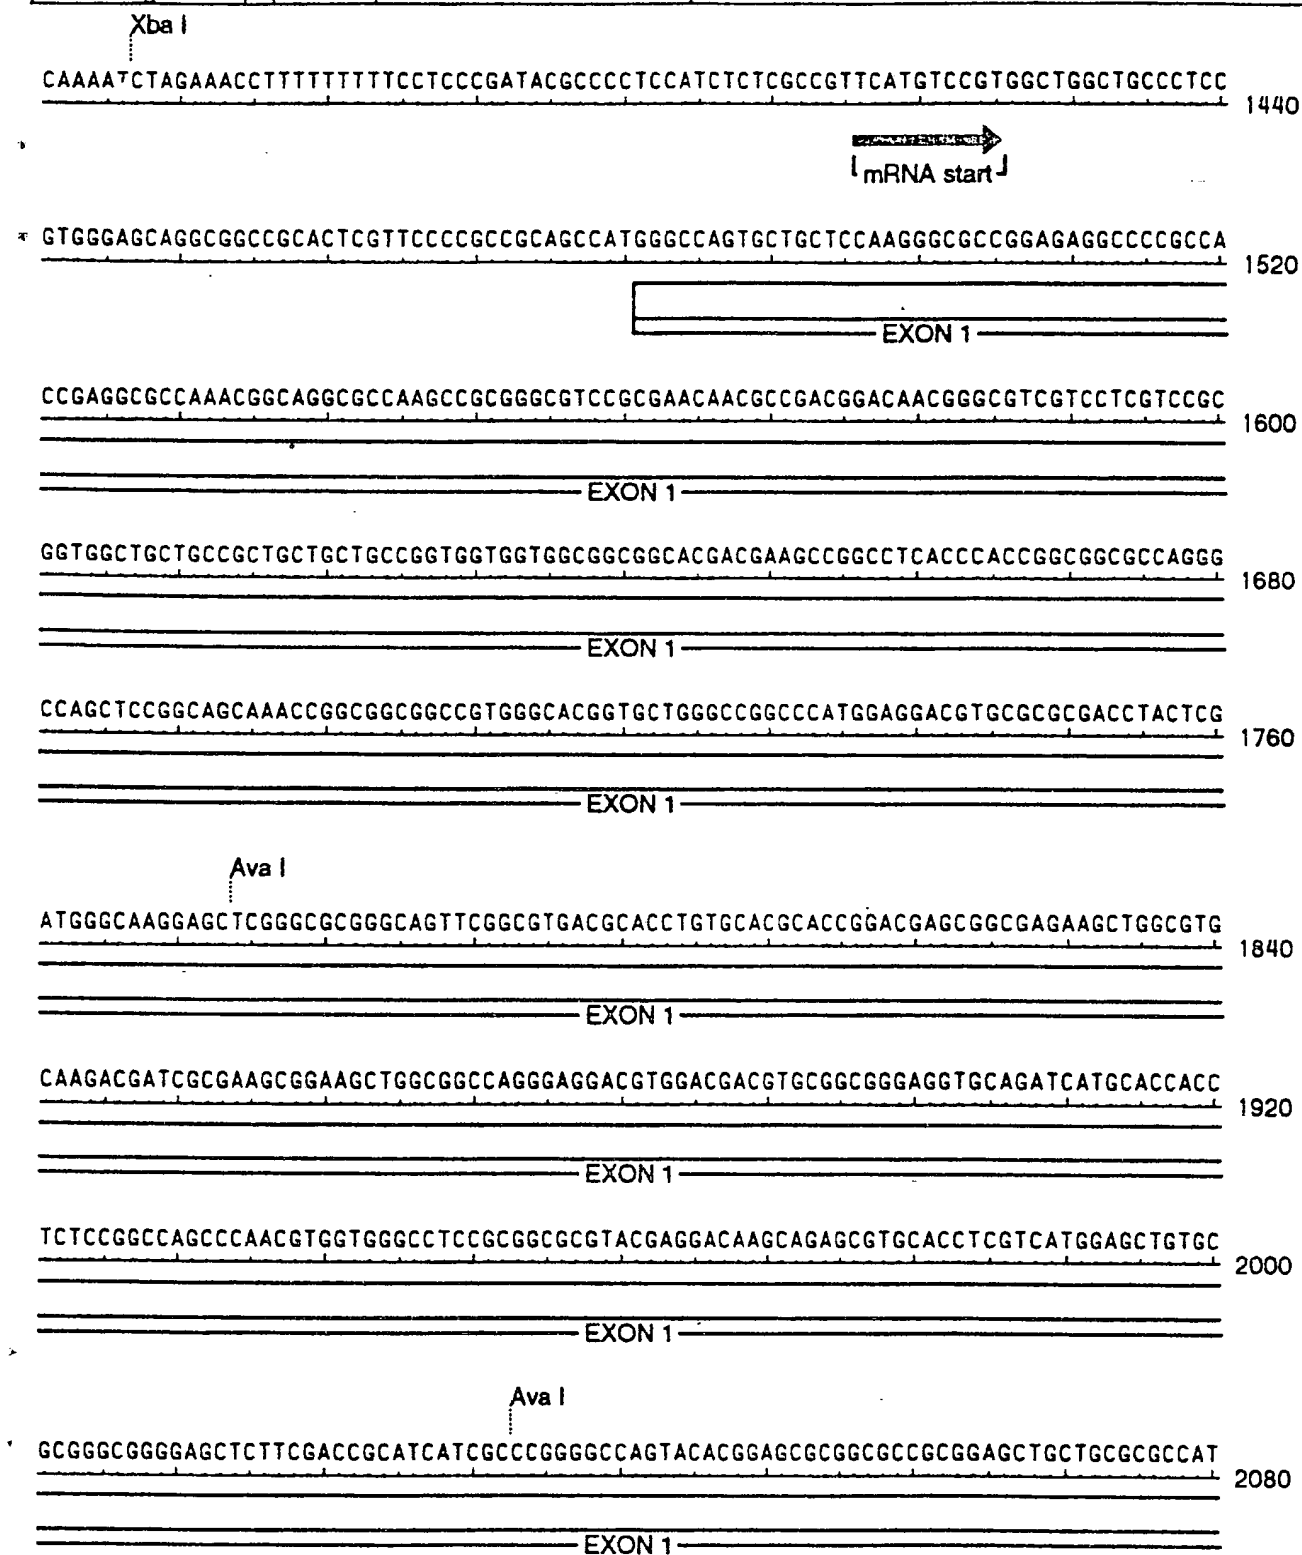 Xba I
CAAAATCTAGAAACCTTTTTTTTTCCTCCCGATACGCCCCTCCATCTCTCGCCGTTCATGTCCGTGGCTGGCTGCCCTCC
1440
mRNA start
GTGGGAGCAGGCGGCCGCACTCGTTCCCCGCCGCAGCCATGGGCCAGTGCTGCTCCAAGGGCGCCGGAGAGGCCCCGCCA
1520
EXON 1
CCGAGGCGCCAAACGGCAGGCGCCAAGCCGCGGGCGTCCGCGAACAACGCCGACGGACAACGGGCGTCGTCCTCGTCCGC
1600
EXON 1
GGTGGCTGCTGCCGCTGCTGCTGCCGGTGGTGGTGGCGGCGGCACGACGAAGCCGGCCTCACCCACCGGCGGCGCCAGGG
1680
EXON 1
CCAGCTCCGGCAGCAAACCGGCGGCGGCCGTGGGCACGGTGCTGGGCCGGCCCATGGAGGACGTGCGCGCGACCTACTCG
1760
EXON 1
Ava I
ATGGGCAAGGAGCTCGGGCGCGGGCAGTTCGGCGTGACGCACCTGTGCACGCACCGGACGAGCGGCGAGAAGCTGGCGTG
1840
EXON 1
CAAGACGATCGCGAAGCGGAAGCTGGCGGCCAGGGAGGACGTGGACGACGTGCGGCGGGAGGTGCAGATCATGCACCACC
1920
EXON 1
TCTCCGGCCAGCCCAACGTGGTGGGCCTCCGCGGCGCGTACGAGGACAAGCAGAGCGTGCACCTCGTCATGGAGCTGTGC
2000
EXON 1
Ava I
GCGGGCGGGGAGCTCTTCGACCGCATCATCGCCCGGGGCCAGTACACGGAGCGCGGCGCCGCGGAGCTGCTGCGCGCCAT
2080
EXON 1